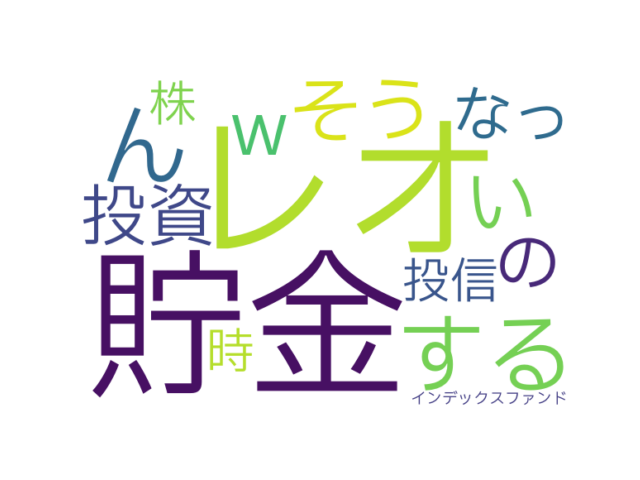 株
そう
なっ
ん
w
レオ
い
投資
の
投信
貯金
する
時
インデックスファンド